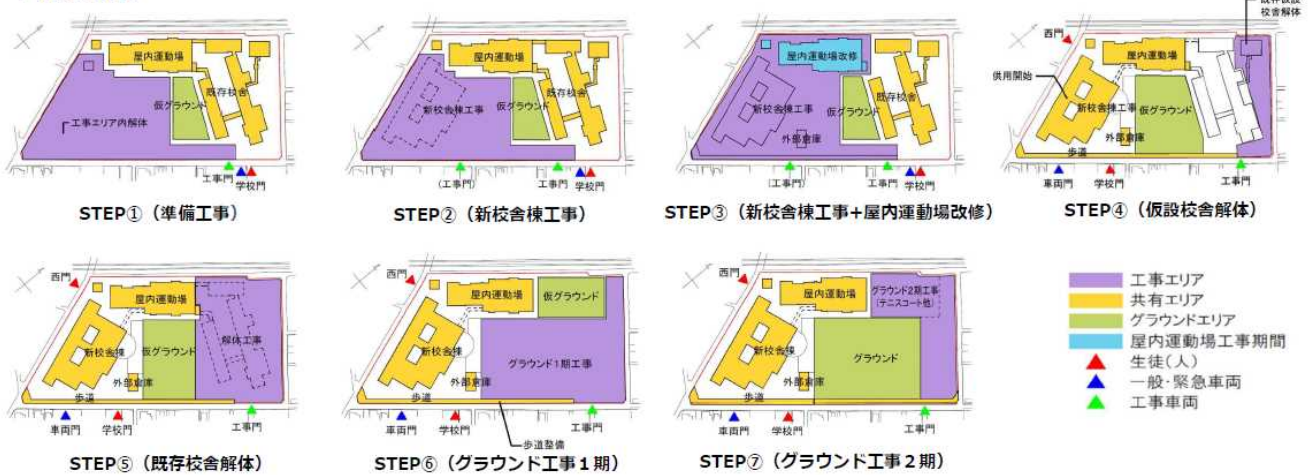 既存仮設
校舎解体
屋内運動場
既存校舎
仮グラウンド
工事エリア内解体
工事門
学校門
STEP①（準備工事）
屋内運動場
新校舎棟工事
仮グラウンド
既存校舎
(工事門)
工事門
学校門
STEP②（新校舎棟工事）
屋内運動場改修
新校舎棟工事
仮グラウンド
既存校舎
外部倉庫
(工事門)
工事門
学校門
STEP③（新校舎棟工事+屋内運動場改修）
西門
供用開始
屋内運動場
新校舎棟工事
仮グラウンド
歩道
車両門
学校門
工事門
STEP④（仮設校舎解体）
西門
屋内運動場
新校舎棟
仮グラウンド
解体工事
外部倉庫
歩道
車両門
学校門
工事門
STEP⑤（既存校舎解体）
西門
屋内運動場
仮グラウンド
新校舎棟
グラウンド1期工事
外部倉庫
歩道
車両門
学校門
工事門
歩道整備
STEP⑥（グラウンド工事１期）
西門
屋内運動場
グラウンド2期工事
(テニスコート他)
新校舎棟
グラウンド
外部倉庫
歩道
車両門
学校門
工事門
STEP⑦（グラウンド工事２期）
工事エリア
共有エリア
グラウンドエリア
屋内運動場工事期間
生徒(人)
一般・緊急車両
工事車両